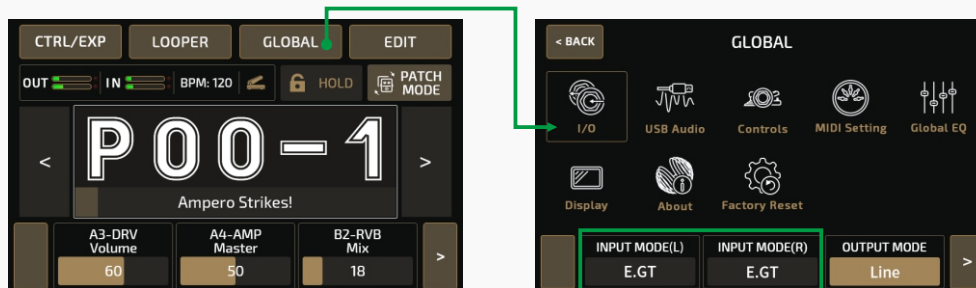 CTRL/EXP LOOPER GLOBAL EDIT
OUT IN BPM: 120 HOLD PATCH MODE
< P00-1 >
Ampero Strikes!
A3-DRV Volume A4-AMP Master B2-RVB Mix
60 50 18 >
< BACK GLOBAL
I/O USB Audio Controls MIDI Setting Global EQ
Display About Factory Reset
INPUT MODE(L) INPUT MODE(R) OUTPUT MODE
E.GT E.GT Line >